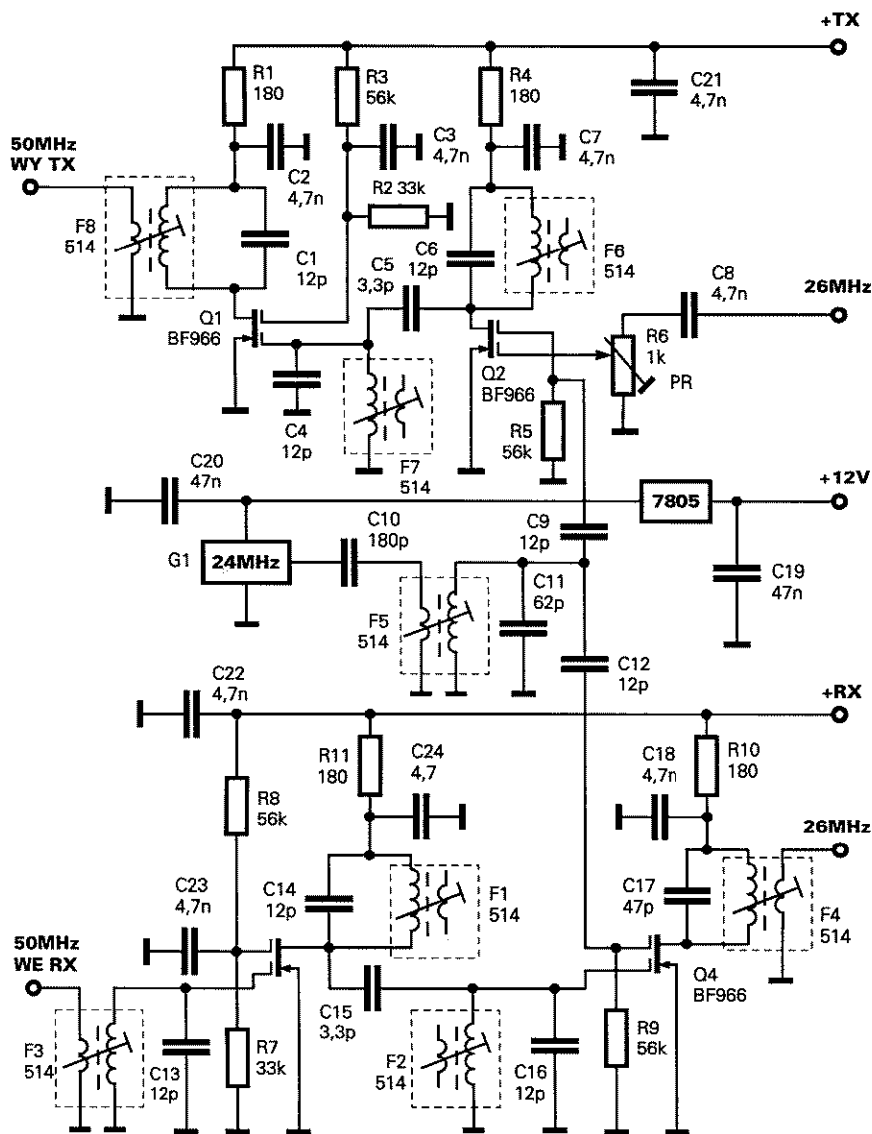 +TX
R1
180
R3
56k
R4
180
C21
4,7n
50MHz
WY TX
C2
4,7n
C3
4,7n
C7
4,7n
R2 33k
F8
514
C1
12p
C5
3,3p
C6
12p
F6
514
C8
4,7n
26MHz
Q1
BF966
Q2
BF966
R6
1k
PR
C4
12p
F7
514
R5
56k
C20
47n
+12V
7805
C10
180p
C9
12p
G1
24MHz
F5
514
C11
62p
C19
47n
C12
12p
C22
4,7n
+RX
R11
180
C24
4,7
C18
4,7n
R10
180
R8
56k
26MHz
C23
4,7n
C14
12p
F1
514
C17
47p
F4
514
50MHz
WE RX
Q4
BF966
C15
3,3p
F3
514
C13
12p
R7
33k
F2
514
C16
12p
R9
56k